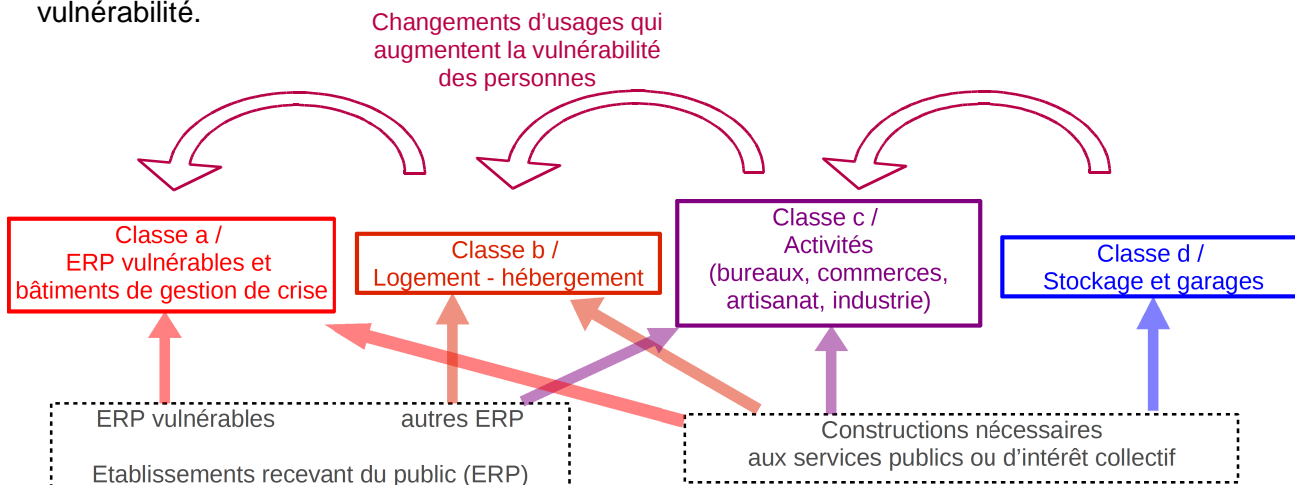 vulnérabilité.
Changements d'usages qui
augmentent la vulnérabilité
des personnes
Classe a /
ERP vulnérables et
bâtiments de gestion de crise
Classe b /
Logement - hébergement
Classe c /
Activités
(bureaux, commerces,
artisanat, industrie)
Classe d /
Stockage et garages
ERP vulnérables
autres ERP
Etablissements recevant du public (ERP)
Constructions nécessaires
aux services publics ou d'intérêt collectif